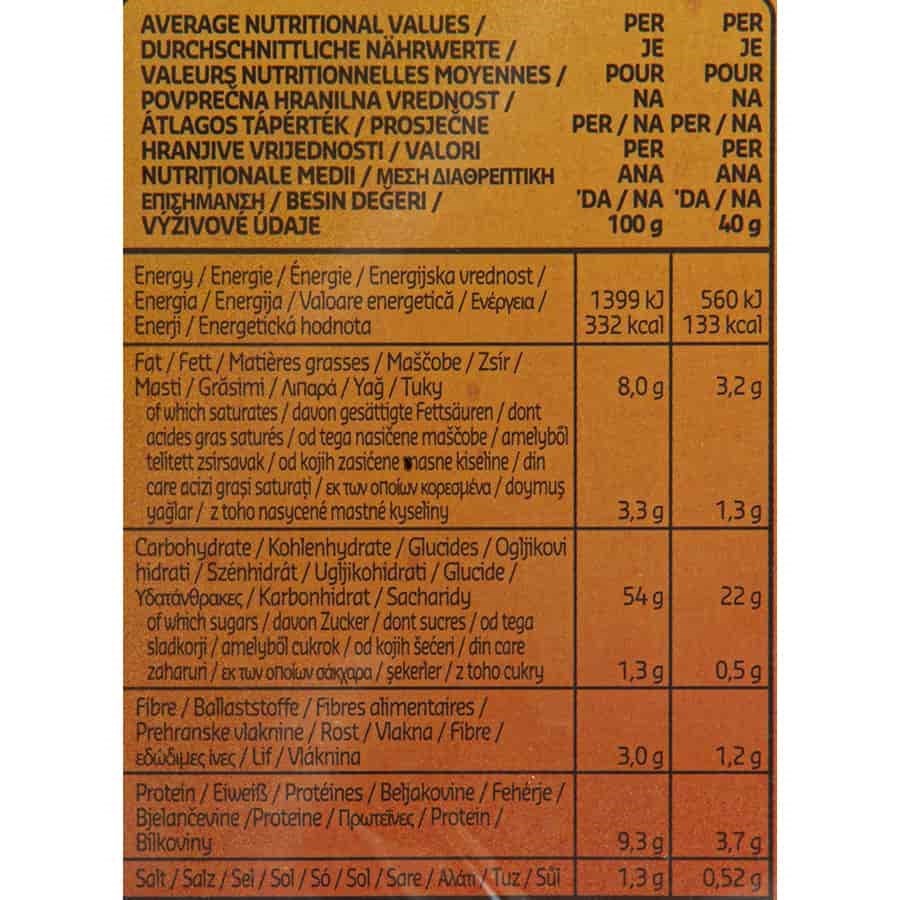 AVERAGE NUTRITIONAL VALUES / PER PER
DURCHSCHNITTLICHE NÄHRWERTE / JE JE
VALEURS NUTRITIONNELLES MOYENNES / POUR POUR
POVPREČNA HRANILNA VREDNOST / NA NA
ÁTLAGOS TÁPÉRTÉK / PROSJEČNE PER / NA PER / NA
HRANJIVE VRIJEDNOSTI / VALORI PER PER
NUTRIȚIONALE MEDII / ΜΕΣΗ ΔΙΑΘΡΕΠΤΙΚΗ ANA ANA
ΕΠΙΣΗΜΑΝΣΗ / BESIN DEĞERI / 'DA / NA 'DA / NA
VÝŽIVOVÉ ÚDAJE 100 g 40 g
Energy / Energie / Énergie / Energijska vrednost /
Energia / Energija / Valoare energetică / Ενέργεια / 1399 kJ 560 kJ
Enerji / Energetická hodnota 332 kcal 133 kcal
Fat / Fett / Matières grasses / Maščobe / Zsír /
Masti / Grăsimi / Λιπαρά / Yağ / Tuky 8,0 g 3,2 g
of which saturates / davon gesättigte Fettsäuren / dont
acides gras saturés / od tega nasičene maščobe / amelyből
telített zsírsavak / od kojih zasićene masne kiseline / din
care acizi grași saturați / εκ των οποίων κορεσμένα / doymuş
yağlar / z toho nasycené mastné kyseliny 3,3 g 1,3 g
Carbohydrate / Kohlenhydrate / Glucides / Ogljikovi
hidrati / Szénhidrát / Ugljikohidrati / Glucide /
Υδατάνθρακες / Karbonhidrat / Sacharidy 54 g 22 g
of which sugars / davon Zucker / dont sucres / od tega
sladkorji / amelyből cukrok / od kojih šećeri / din care
zaharuri / εκ των οποίων σάκχαρα / şekerler / z toho cukry 1,3 g 0,5 g
Fibre / Ballaststoffe / Fibres alimentaires /
Prehranske vlaknine / Rost / Vlakna / Fibre /
εδώδιμες ίνες / Lif / Vláknina 3,0 g 1,2 g
Protein / Eiweiß / Protéines / Beljakovine / Fehérje /
Bjelančevine /Proteine / Πρωτεΐνες / Protein /
Bílkoviny 9,3 g 3,7 g
Salt / Salz / Sel / Sol / Só / Sol / Sare / Αλάτι / Tuz / Sůl 1,3 g 0,52 g